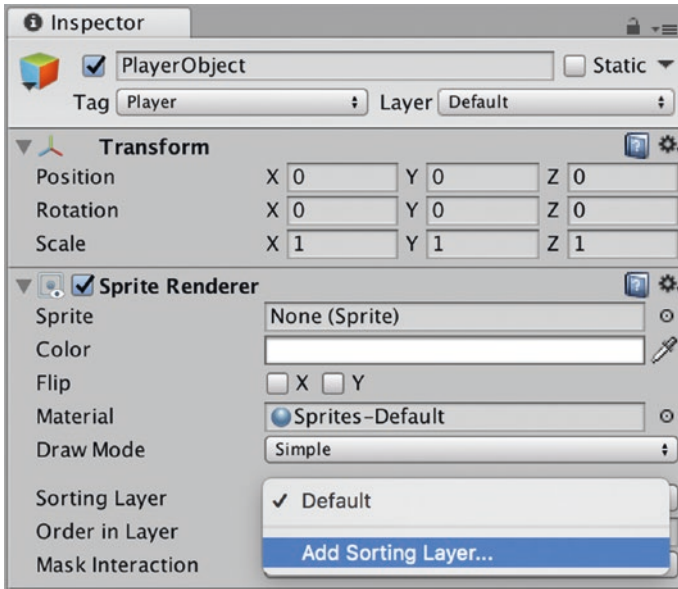 Inspector
PlayerObject Static
Tag Player Layer Default
Transform
Position X 0 Y 0 Z 0
Rotation X 0 Y 0 Z 0
Scale X 1 Y 1 Z 1
Sprite Renderer
Sprite None (Sprite)
Color
Flip X Y
Material Sprites-Default
Draw Mode Simple
Sorting Layer ✓ Default
Order in Layer
Add Sorting Layer...
Mask Interaction